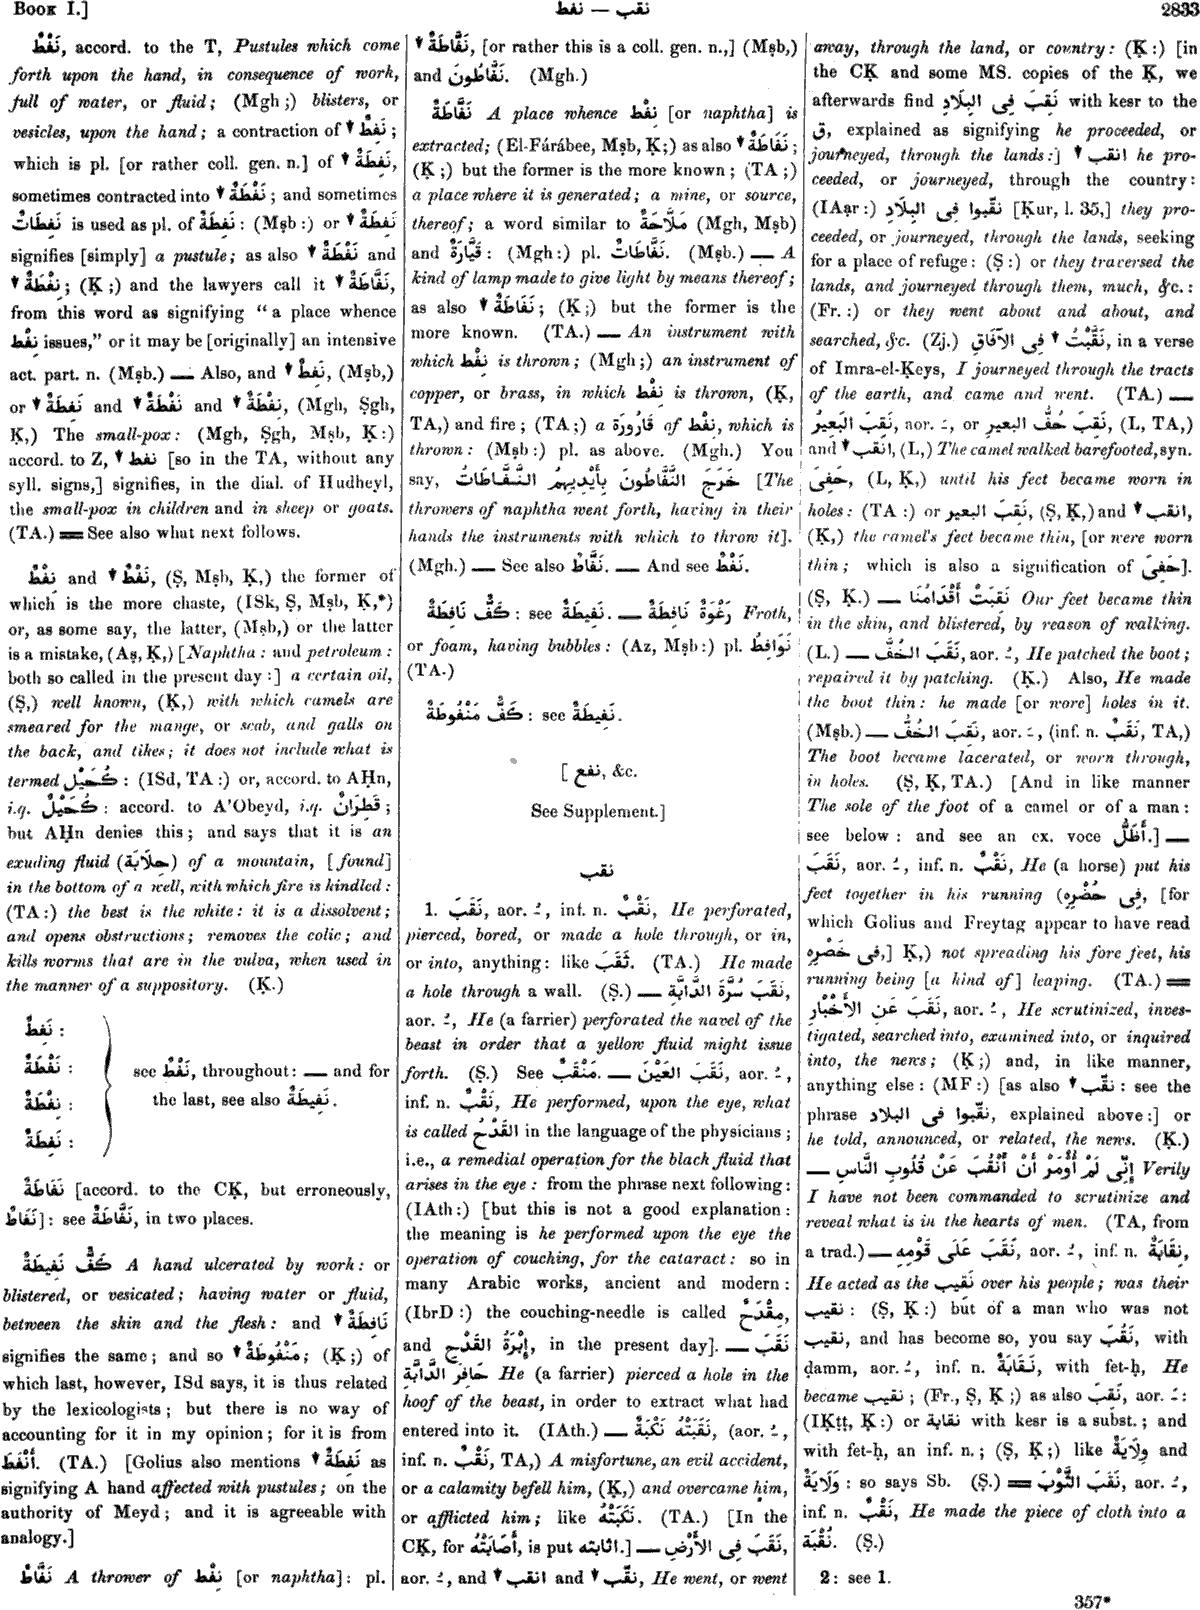 BOOK I.]
نفط — نقب
2833
نَفْطٌ, accord. to the T, Pustules which come
forth upon the hand, in consequence of work,
full of water, or fluid; (Mgh;) blisters, or
vesicles, upon the hand; a contraction of ▼ نَفِطٌ;
which is pl. [or rather coll. gen. n.] of ▼ نَفِطَةٌ,
sometimes contracted into ▼ نَفْطَةٌ; and sometimes
نَفِطَاتٌ is used as pl. of نَفِطَةٌ: (Mṣb:) or ▼ نَفِطَةٌ
signifies [simply] a pustule; as also ▼ نَفْطَةٌ and
▼ نِفْطَةٌ; (Ḳ;) and the lawyers call it ▼ نَفَّاطَةٌ,
from this word as signifying "a place whence
نِفْط issues," or it may be [originally] an intensive
act. part. n. (Mṣb.) — Also, and ▼ نَفِطٌ, (Mṣb,)
or ▼ نَفِطَةٌ and ▼ نَفْطَةٌ and ▼ نِفْطَةٌ, (Mgh, Ṣgh,
Ḳ,) The small-pox: (Mgh, Ṣgh, Mṣb, Ḳ:)
accord. to Z, ▼ نفط [so in the TA, without any
syll. signs,] signifies, in the dial. of Hudheyl,
the small-pox in children and in sheep or goats.
(TA.) = See also what next follows.
نِفْطٌ and ▼ نَفْطٌ, (Ṣ, Mṣb, Ḳ,) the former of
which is the more chaste, (ISk, Ṣ, Mṣb, Ḳ,*)
or, as some say, the latter, (Mṣb,) or the latter
is a mistake, (Aṣ, Ḳ,) [Naphtha: and petroleum:
both so called in the present day:] a certain oil,
(Ṣ,) well known, (Ḳ,) with which camels are
smeared for the mange, or scab, and galls on
the back, and tikes; it does not include what is
termed كُحَيْل: (ISd, TA:) or, accord. to AḤn,
i.q. كُحَيْلٌ: accord. to A'Obeyd, i.q. قَطِرَانٌ;
but AḤn denies this; and says that it is an
exuding fluid (حِلَابَة) of a mountain, [found]
in the bottom of a well, with which fire is kindled:
(TA:) the best is the white: it is a dissolvent;
and opens obstructions; removes the colic; and
kills worms that are in the vulva, when used in
the manner of a suppository. (Ḳ.)
نَفِطٌ:
نَفْطَةٌ:
نِفْطَةٌ:
نَفِطَةٌ:
see نَفْطٌ, throughout: — and for
the last, see also نَفِيطَةٌ.
نَفَاطَةٌ [accord. to the CḲ, but erroneously,
نَفَاطٌ]: see نَفَّاطَةٌ, in two places.
كَفٌّ نَفِيطَةٌ A hand ulcerated by work: or
blistered, or vesicated; having water or fluid,
between the skin and the flesh: and ▼ نَافِطَةٌ
signifies the same; and so ▼ مَنْفُوطَةٌ; (Ḳ;) of
which last, however, ISd says, it is thus related
by the lexicologists; but there is no way of
accounting for it in my opinion; for it is from
أَنْفَطَ. (TA.) [Golius also mentions ▼ نَفِطَةٌ as
signifying A hand affected with pustules; on the
authority of Meyd; and it is agreeable with
analogy.]
نَفَّاطٌ A thrower of نِفْط [or naphtha]: pl.
▼ نَفَّاطَةٌ, [or rather this is a coll. gen. n.,] (Mṣb,)
and نَفَّاطُونَ. (Mgh.)
نَفَّاطَةٌ A place whence نِفْط [or naphtha] is
extracted; (El-Fárábee, Mṣb, Ḳ;) as also ▼ نَفَاطَةٌ;
(Ḳ;) but the former is the more known; (TA;)
a place where it is generated; a mine, or source,
thereof; a word similar to مَلَّاحَةٌ (Mgh, Mṣb)
and قَيَّارَةٌ: (Mgh:) pl. نَفَّاطَاتٌ. (Mṣb.) — A
kind of lamp made to give light by means thereof;
as also ▼ نَفَاطَةٌ; (Ḳ;) but the former is the
more known. (TA.) — An instrument with
which نِفْط is thrown; (Mgh;) an instrument of
copper, or brass, in which نِفْط is thrown, (Ḳ,
TA,) and fire; (TA;) a قَارُورَة of نِفْط, which is
thrown: (Mṣb:) pl. as above. (Mgh.) You
say, خَرَجَ النَّفَّاطُونَ بِأَيْدِيهِمُ النَّفَّاطَاتُ [The
throwers of naphtha went forth, having in their
hands the instruments with which to throw it].
(Mgh.) — See also نَفَّاطٌ. — And see نَفْطٌ.
كَفٌّ نَافِطَةٌ: see نَفِيطَةٌ. — رَغْوَةٌ نَافِطَةٌ Froth,
or foam, having bubbles: (Az, Mṣb:) pl. نَوَافِطُ
(TA.)
كَفٌّ مَنْفُوطَةٌ: see نَفِيطَةٌ.
[نفع, &c.
See Supplement.]
نقب
1. نَقَبَ, aor. ـُ, inf. n. نَقْبٌ, He perforated,
pierced, bored, or made a hole through, or in,
or into, anything: like ثَقَبَ. (TA.) He made
a hole through a wall. (Ṣ.) — نَقَبَ سُرَّةَ الدَّابَّةِ,
aor. ـُ, He (a farrier) perforated the navel of the
beast in order that a yellow fluid might issue
forth. (Ṣ.) See مَنْقَبٌ. — نَقَبَ العَيْنَ, aor. ـُ,
inf. n. نَقْبٌ, He performed, upon the eye, what
is called القَدْحُ in the language of the physicians;
i.e., a remedial operation for the black fluid that
arises in the eye: from the phrase next following:
(IAth:) [but this is not a good explanation:
the meaning is he performed upon the eye the
operation of couching, for the cataract: so in
many Arabic works, ancient and modern:
(IbrD:) the couching-needle is called مِقْدَحٌ,
and إِبْرَةُ القَدْحِ, in the present day]. — نَقَبَ
حَافِرَ الدَّابَّةِ He (a farrier) pierced a hole in the
hoof of the beast, in order to extract what had
entered into it. (IAth.) — نَقَبَتْهُ نَكْبَةٌ, (aor. ـُ,
inf. n. نَقْبٌ, TA,) A misfortune, an evil accident,
or a calamity befell him, (Ḳ,) and overcame him,
or afflicted him; like نَكَبَتْهُ. (TA.) [In the
CḲ, for أَصَابَتْهُ, is put اثابته.] — نَقَبَ فِى الأَرْضِ,
aor. ـُ, and ▼ انقب and ▼ نقّب, He went, or went
away, through the land, or country: (Ḳ:) [in
the CḲ and some MS. copies of the Ḳ, we
afterwards find نَقِبَ فِى البِلَادِ with kesr to the
ق, explained as signifying he proceeded, or
journeyed, through the lands:] ▼ انقب he pro-
ceeded, or journeyed, through the country:
(IAạr:) نقّبوا فِى البِلَادِ [Ḳur, l. 35,] they pro-
ceeded, or journeyed, through the lands, seeking
for a place of refuge: (Ṣ:) or they traversed the
lands, and journeyed through them, much, &c.:
(Fr.:) or they went about and about, and
searched, &c. (Zj.) نَقَّبْتُ ▼ فِى الآفَاقِ, in a verse
of Imra-el-Ḳeys, I journeyed through the tracts
of the earth, and came and went. (TA.) —
نَقِبَ البَعِيرُ, aor. ـَ, or نَقِبَ خُفُّ البعير, (L, TA,)
and ▼ انقب, (L,) The camel walked barefooted, syn.
حَفِىَ, (L, Ḳ,) until his feet became worn in
holes: (TA:) or نَقِبَ البعير, (Ṣ, Ḳ,) and ▼ انقب,
(Ḳ,) the camel's feet became thin, [or were worn
thin; which is also a signification of حَفِىَ].
(Ṣ, Ḳ.) — نَقِبَتْ أَقْدَامُنَا Our feet became thin
in the skin, and blistered, by reason of walking.
(L.) — نَقَبَ الخُفَّ, aor. ـُ, He patched the boot;
repaired it by patching. (Ḳ.) Also, He made
the boot thin: he made [or wore] holes in it.
(Mṣb.) — نَقِبَ الخُفُّ, aor. ـَ, (inf. n. نَقَبٌ, TA,)
The boot became lacerated, or worn through,
in holes. (Ṣ, Ḳ, TA.) [And in like manner
The sole of the foot of a camel or of a man:
see below: and see an ex. voce أَظَلُّ.] —
نَقَبَ, aor. ـُ, inf. n. نَقْبٌ, He (a horse) put his
feet together in his running (فِى حُضْرِهِ, [for
which Golius and Freytag appear to have read
فى خَصْرِهِ,] Ḳ,) not spreading his fore feet, his
running being [a kind of] leaping. (TA.) =
نَقَبَ عَنِ الأَخْبَارِ, aor. ـُ, He scrutinized, inves-
tigated, searched into, examined into, or inquired
into, the news; (Ḳ;) and, in like manner,
anything else: (MF:) [as also ▼ نقّب: see the
phrase نقّبوا فى البلاد, explained above:] or
he told, announced, or related, the news. (Ḳ.)
— إِنِّى لَمْ أُومَرْ أَنْ أَنْقُبَ عَنْ قُلُوبِ النَّاسِ Verily
I have not been commanded to scrutinize and
reveal what is in the hearts of men. (TA, from
a trad.) — نَقَبَ عَلَى قَوْمِهِ, aor. ـُ, inf. n. نِقَابَةٌ,
He acted as the نَقِيب over his people; was their
نقيب: (Ṣ, Ḳ:) but of a man who was not
نقيب, and has become so, you say نَقُبَ, with
ḍamm, aor. ـُ, inf. n. نَقَابَةٌ, with fet-ḥ, He
became نقيب; (Fr., Ṣ, Ḳ;) as also نَقِبَ, aor. ـَ:
(IḲṭṭ, Ḳ:) or نقابة with kesr is a subst.; and
with fet-ḥ, an inf. n.; (Ṣ, Ḳ;) like وِلَايَةٌ and
وَلَايَةٌ: so says Sb. (Ṣ.) = نَقَبَ الثَّوْبَ, aor. ـُ,
inf. n. نَقْبٌ, He made the piece of cloth into a
نُقْبَة. (Ṣ.)
2: see 1.
357*